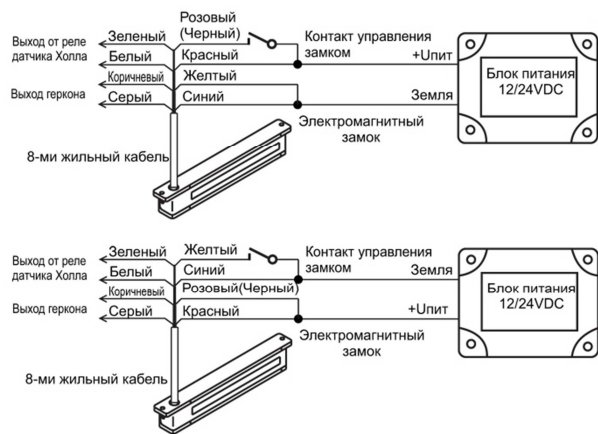 Розовый
(Черный)
Зеленый
Контакт управления
замком
Выход от реле
датчика Холла
Белый
Красный
+Uпит
Коричневый
Желтый
Блок питания
12/24VDC
Выход геркона
Серый
Синий
Земля
Электромагнитный
замок
8-ми жильный кабель
Зеленый
Желтый
Контакт управления
замком
Выход от реле
датчика Холла
Белый
Синий
Земля
Коричневый
Розовый(Черный)
Блок питания
12/24VDC
Выход геркона
Серый
Красный
+Uпит
Электромагнитный
замок
8-ми жильный кабель